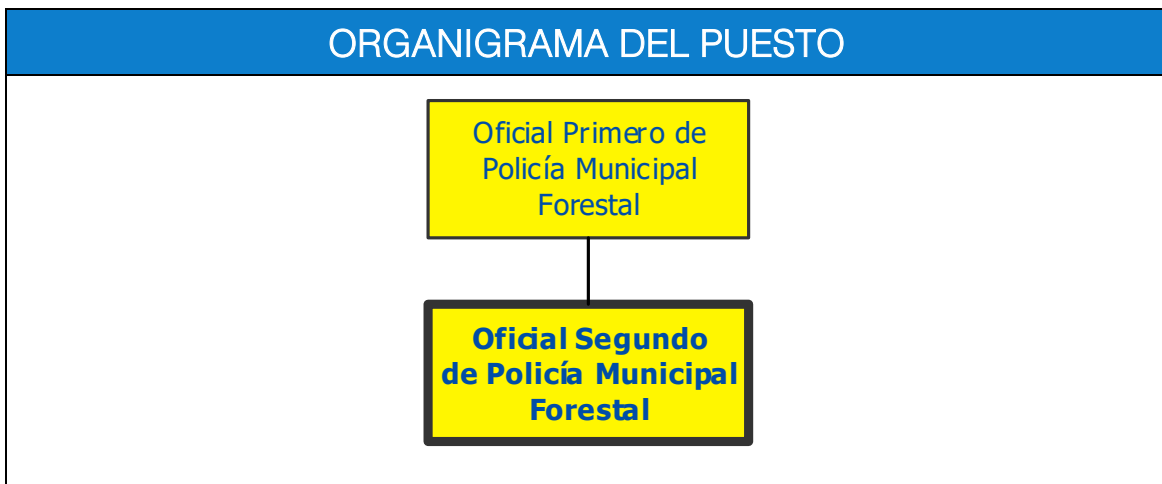 ORGANIGRAMA DEL PUESTO
Oficial Primero de
Policía Municipal
Forestal
Oficial Segundo
de Policía Municipal
Forestal